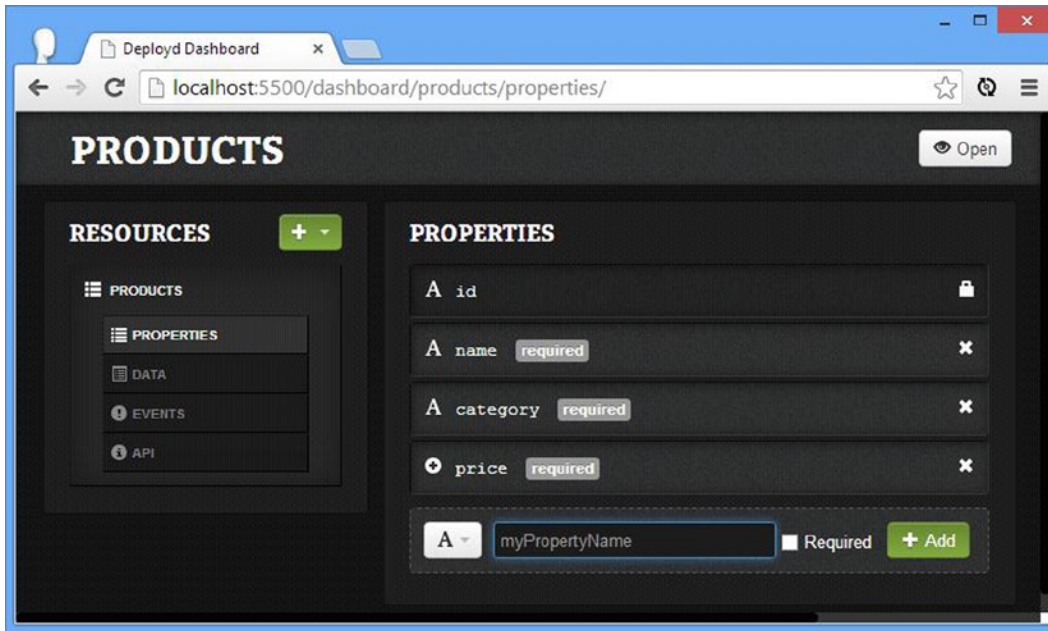 Deployd Dashboard
localhost:5500/dashboard/products/properties/
PRODUCTS
Open
RESOURCES
PRODUCTS
PROPERTIES
DATA
EVENTS
API
PROPERTIES
A id
A name required
A category required
price required
A myPropertyName Required Add